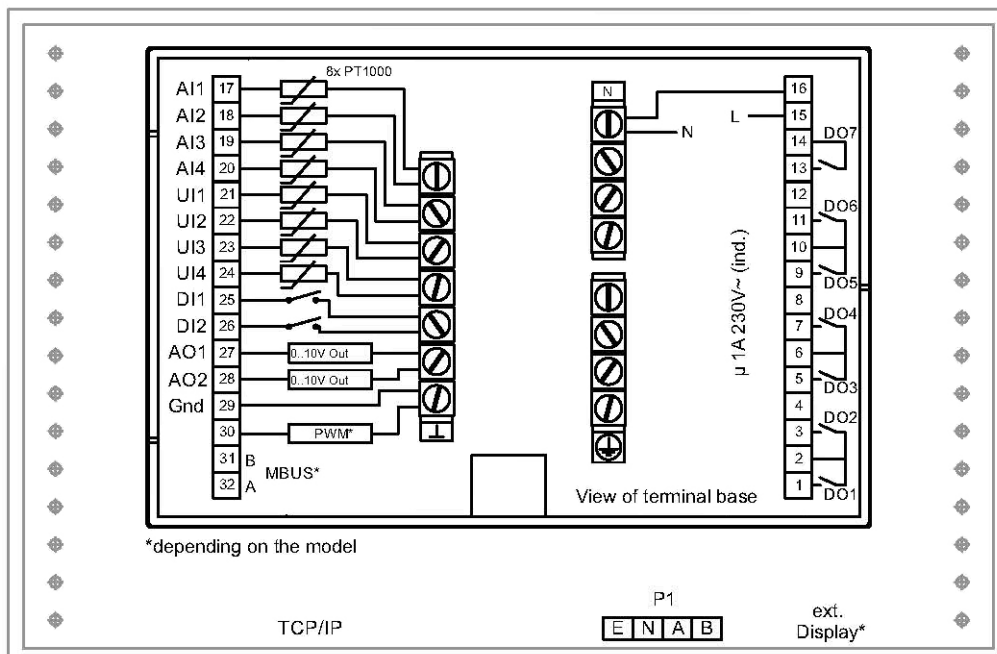 8x PT1000
AI1 17
AI2 18
AI3 19
AI4 20
UI1 21
UI2 22
UI3 23
UI4 24
DI1 25
DI2 26
AO1 27 0..10V Out
AO2 28 0..10V Out
Gnd 29
30 PWM*
31 B
MBUS*
32 A
N
N
L
16
15
DO7
14
13
12
DO6
11
10
9
DO5
8
DO4
7
6
5
DO3
4
DO2
3
2
1
DO1
µ 1A 230V~ (ind.)
View of terminal base
*depending on the model
TCP/IP
P1
E N A B
ext.
Display*